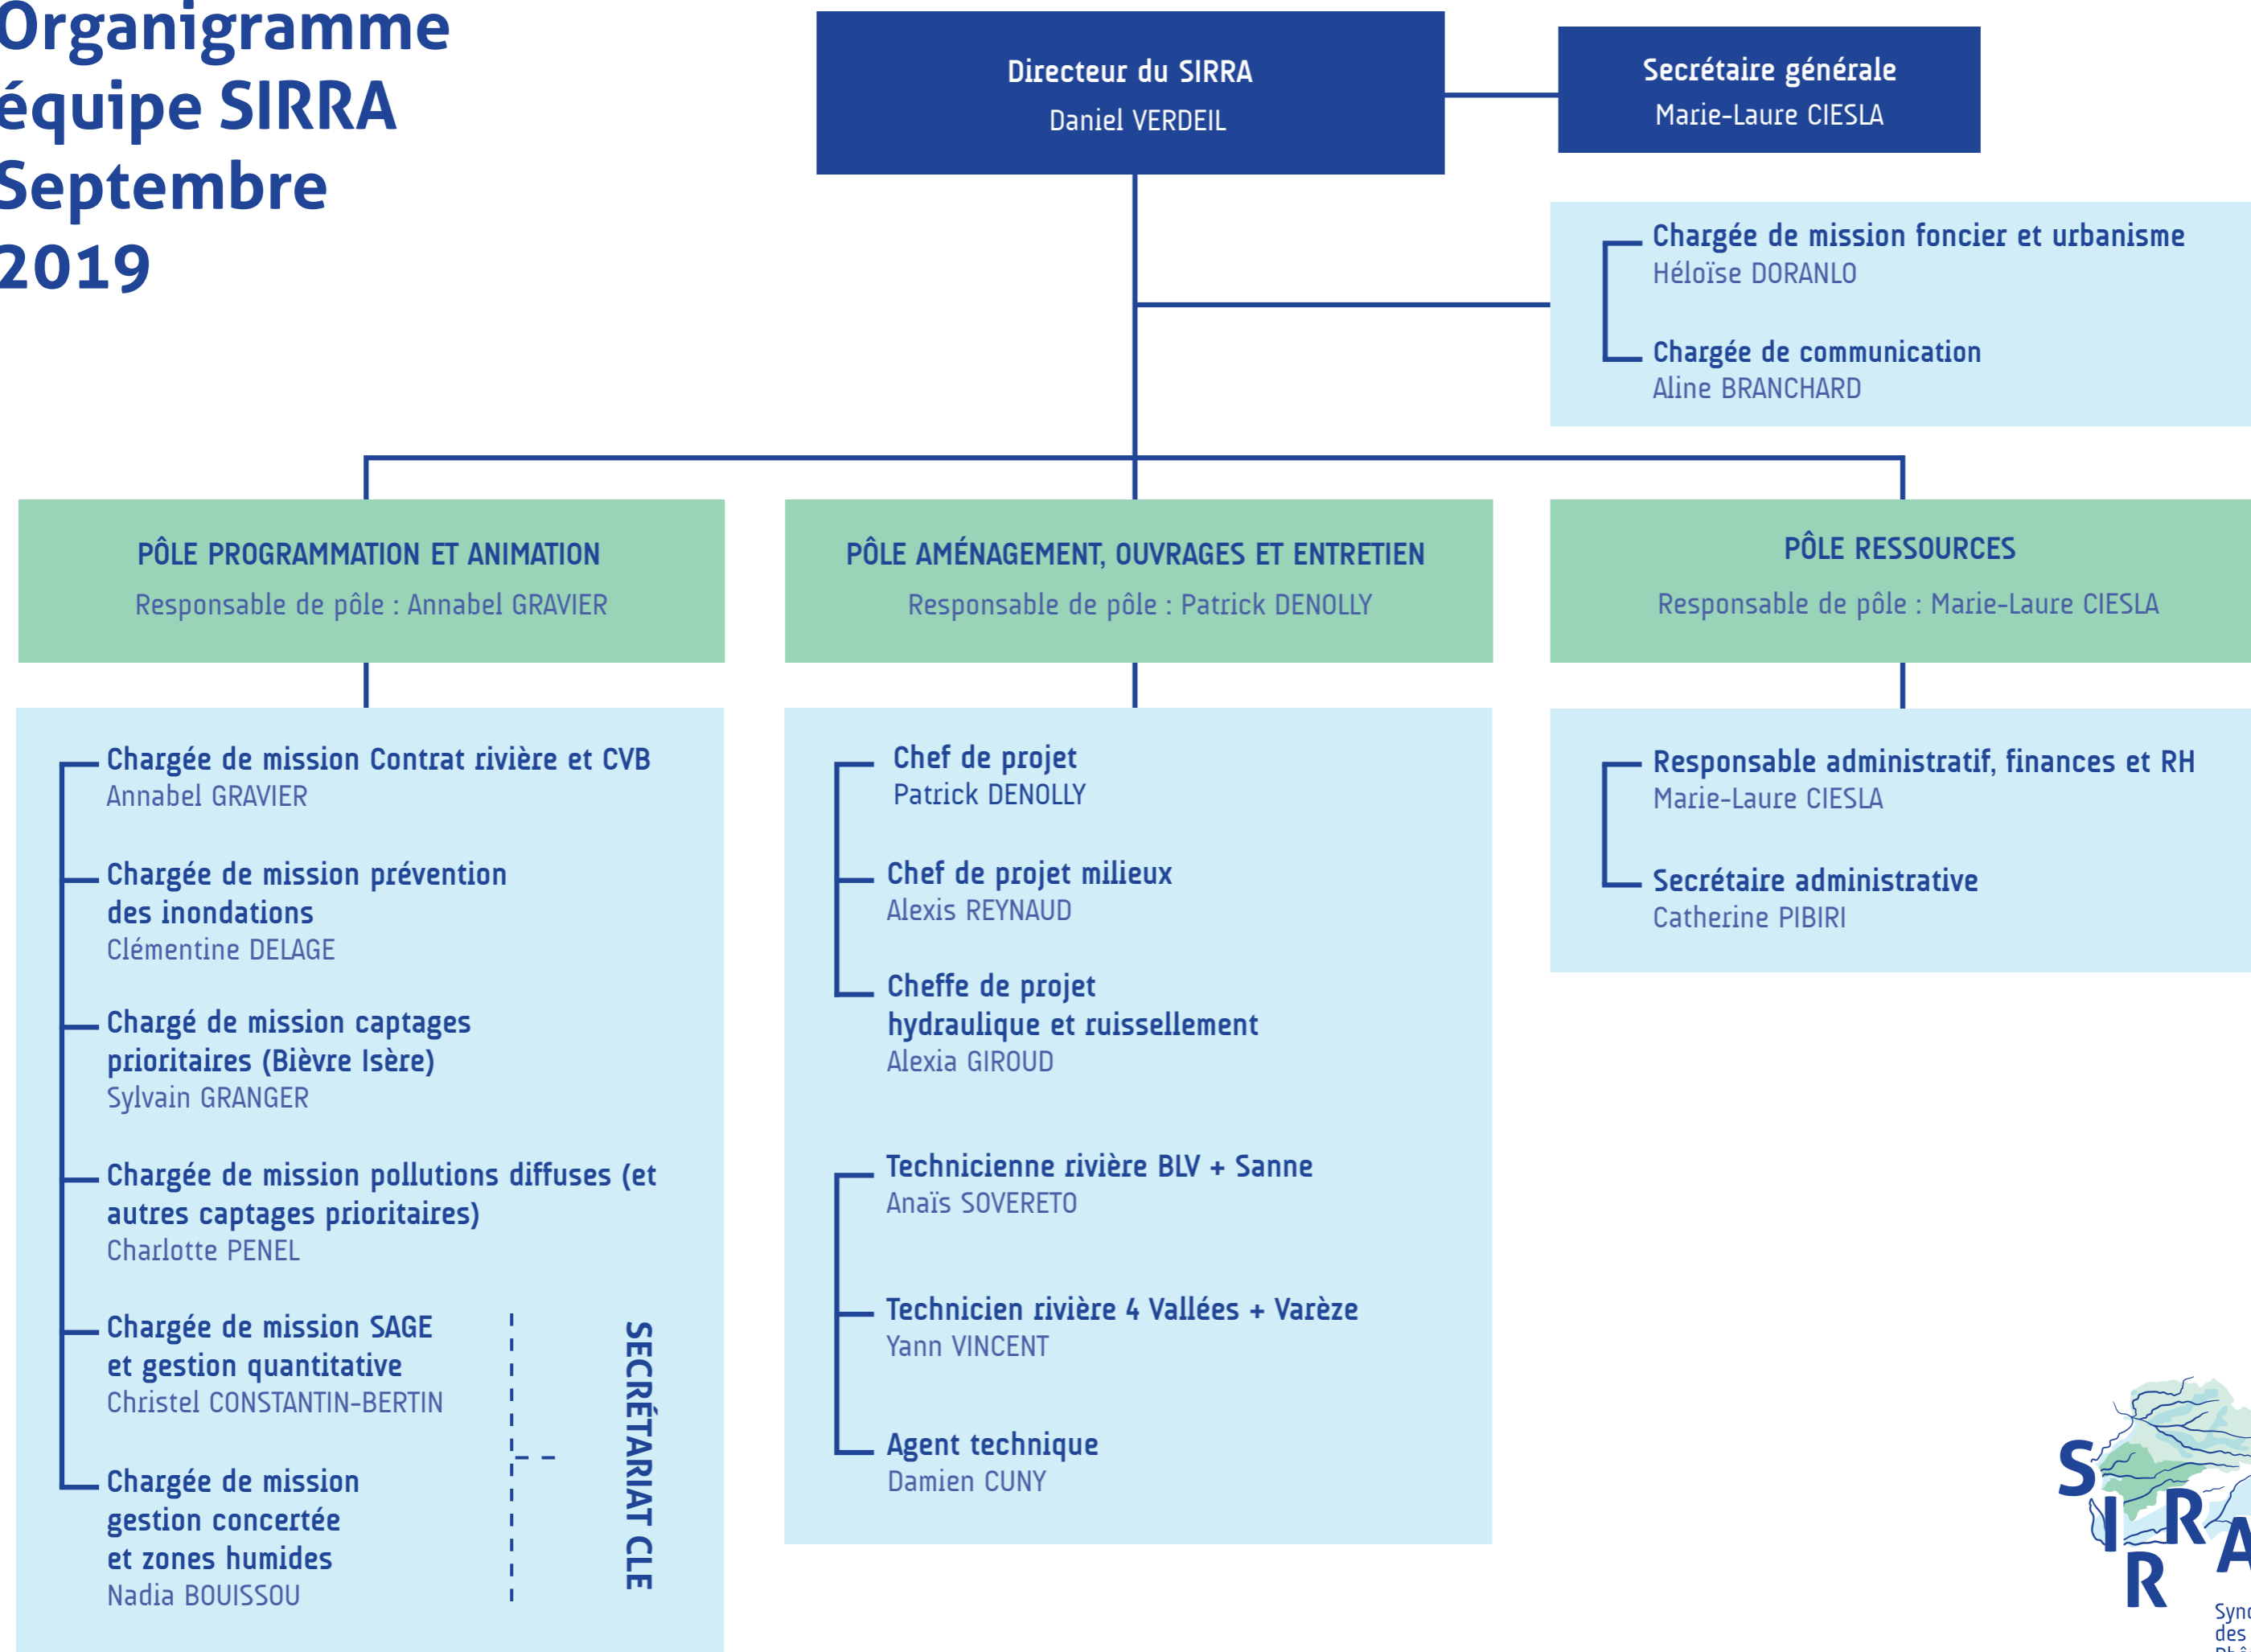 Organigramme
équipe SIRRA
Septembre
2019
Directeur du SIRRA
Daniel VERDEIL
Secrétaire générale
Marie-Laure CIESLA
Chargée de mission foncier et urbanisme
Héloïse DORANLO
Chargée de communication
Aline BRANCHARD
PÔLE PROGRAMMATION ET ANIMATION
Responsable de pôle : Annabel GRAVIER
PÔLE AMÉNAGEMENT, OUVRAGES ET ENTRETIEN
Responsable de pôle : Patrick DENOLLY
PÔLE RESSOURCES
Responsable de pôle : Marie-Laure CIESLA
Chargée de mission Contrat rivière et CVB
Annabel GRAVIER
Chargée de mission prévention
des inondations
Clémentine DELAGE
Chargé de mission captages
prioritaires (Bièvre Isère)
Sylvain GRANGER
Chargée de mission pollutions diffuses (et
autres captages prioritaires)
Charlotte PENEL
Chargée de mission SAGE
et gestion quantitative
Christel CONSTANTIN-BERTIN
Chargée de mission
gestion concertée
et zones humides
Nadia BOUISSOU
SECRÉTARIAT CLE
Chef de projet
Patrick DENOLLY
Chef de projet milieux
Alexis REYNAUD
Cheffe de projet
hydraulique et ruissellement
Alexia GIROUD
Technicienne rivière BLV + Sanne
Anaïs SOVERETO
Technicien rivière 4 Vallées + Varèze
Yann VINCENT
Agent technique
Damien CUNY
Responsable administratif, finances et RH
Marie-Laure CIESLA
Secrétaire administrative
Catherine PIBIRI
SIRRA
des